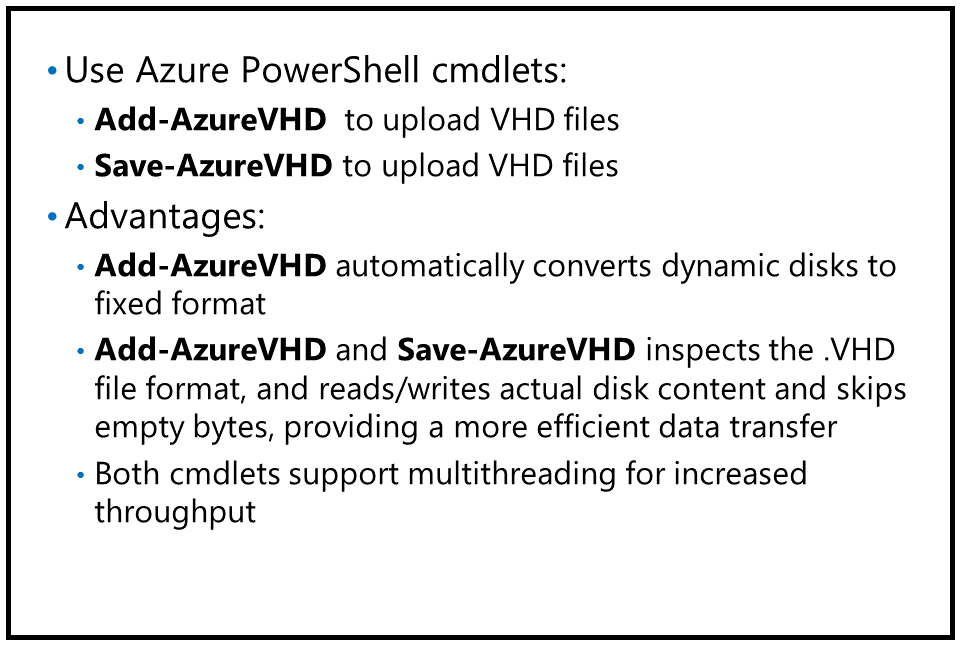 • Use Azure PowerShell cmdlets:
• Add-AzureVHD to upload VHD files
• Save-AzureVHD to upload VHD files
• Advantages:
• Add-AzureVHD automatically converts dynamic disks to
fixed format
• Add-AzureVHD and Save-AzureVHD inspects the .VHD
file format, and reads/writes actual disk content and skips
empty bytes, providing a more efficient data transfer
• Both cmdlets support multithreading for increased
throughput